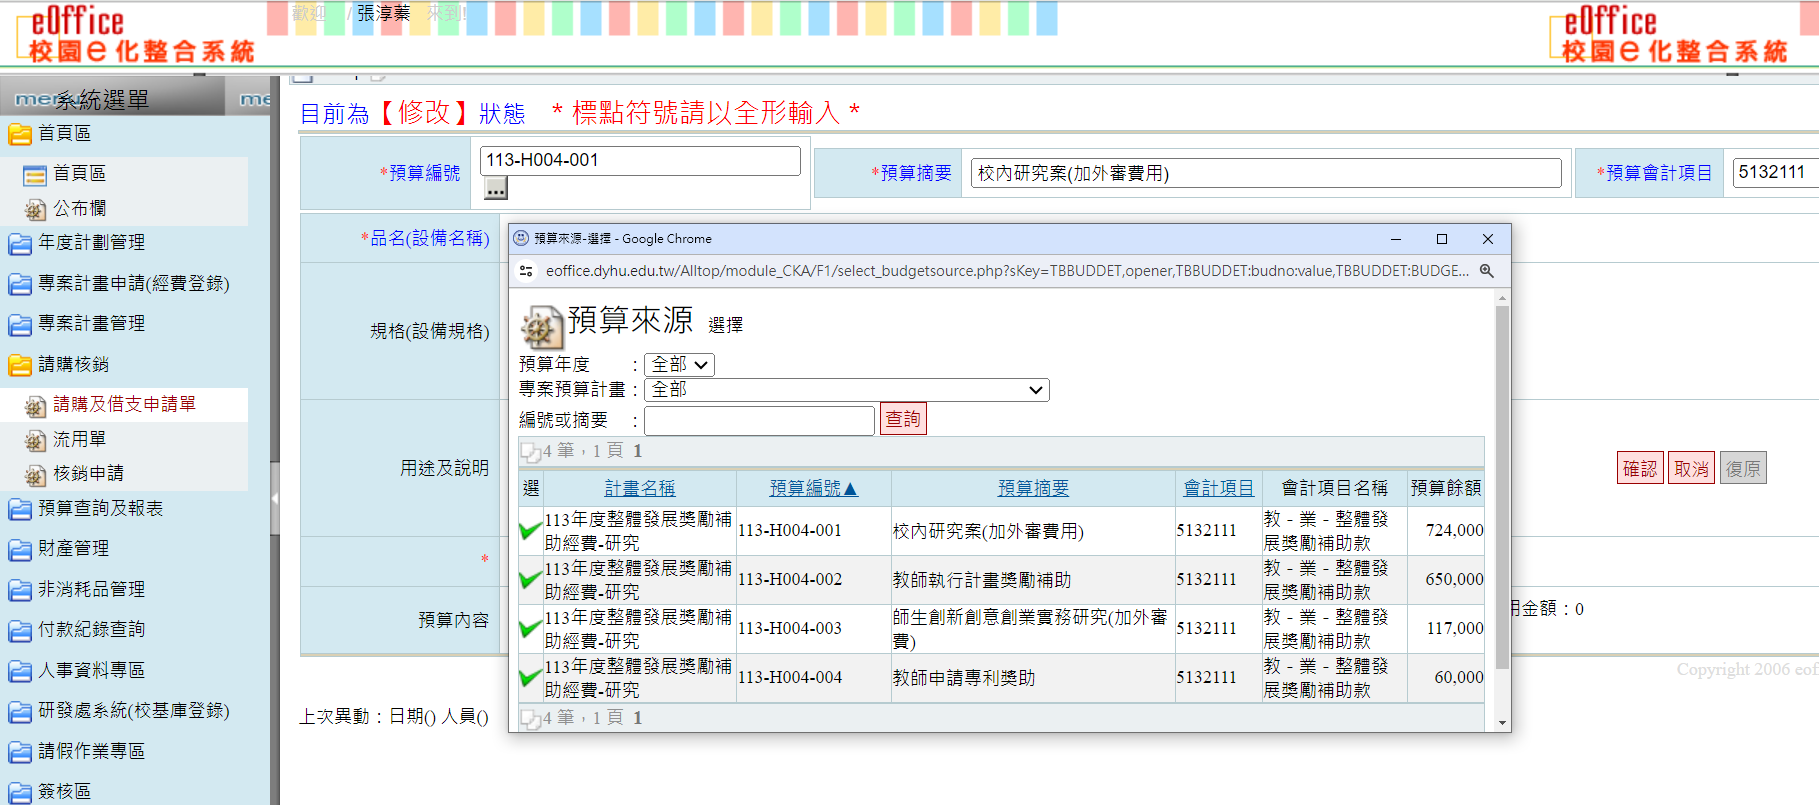 eOffice
校園e化整合系統
歡迎 / 張淳蓁 來到!
eOffice
校園e化整合系統
系統選單
首頁區
首頁區
公布欄
年度計劃管理
專案計畫申請(經費登錄)
專案計畫管理
請購核銷
請購及借支申請單
流用單
核銷申請
預算查詢及報表
財產管理
非消耗品管理
付款紀錄查詢
人事資料專區
研發處系統(校基庫登錄)
請假作業專區
簽核區
目前為【修改】狀態 * 標點符號請以全形輸入 *
*預算編號 113-H004-001
...
*預算摘要 校內研究案(加外審費用)
*預算會計項目 5132111
*品名(設備名稱)
規格(設備規格)
用途及說明
*
預算內容
用金額：0
確認 取消 復原
Copyright 2006 eof
上次異動：日期() 人員()
預算來源-選擇 - Google Chrome
eoffice.dyhu.edu.tw/Alltop/module_CKA/F1/select_budgetsource.php?sKey=TBBUDDET,opener,TBBUDDET:budno:value,TBBUDDET:BUDGE...
預算來源 選擇
預算年度 ：全部
專案預算計畫：全部
編號或摘要 ： 查詢
4 筆，1 頁 1
選 計畫名稱 預算編號▲ 預算摘要 會計項目 會計項目名稱 預算餘額
113年度整體發展獎勵補助經費-研究 113-H004-001 校內研究案(加外審費用) 5132111 教－業－整體發展獎勵補助款 724,000
113年度整體發展獎勵補助經費-研究 113-H004-002 教師執行計畫獎勵補助 5132111 教－業－整體發展獎勵補助款 650,000
113年度整體發展獎勵補助經費-研究 113-H004-003 師生創新創意創業實務研究(加外審費) 5132111 教－業－整體發展獎勵補助款 117,000
113年度整體發展獎勵補助經費-研究 113-H004-004 教師申請專利獎助 5132111 教－業－整體發展獎勵補助款 60,000
4 筆，1 頁 1